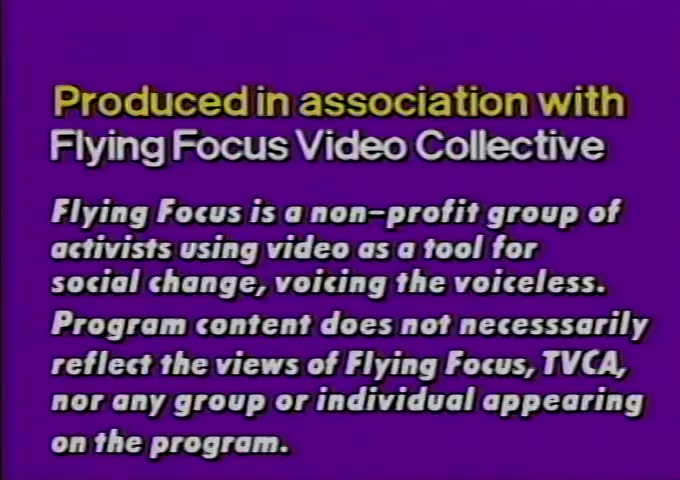 Produced in association with
Flying Focus Video Collective
Flying Focus is a non-profit group of
activists using video as a tool for
social change, voicing the voiceless.
Program content does not necesssarily
reflect the views of Flying Focus, TVCA,
nor any group or individual appearing
on the program.